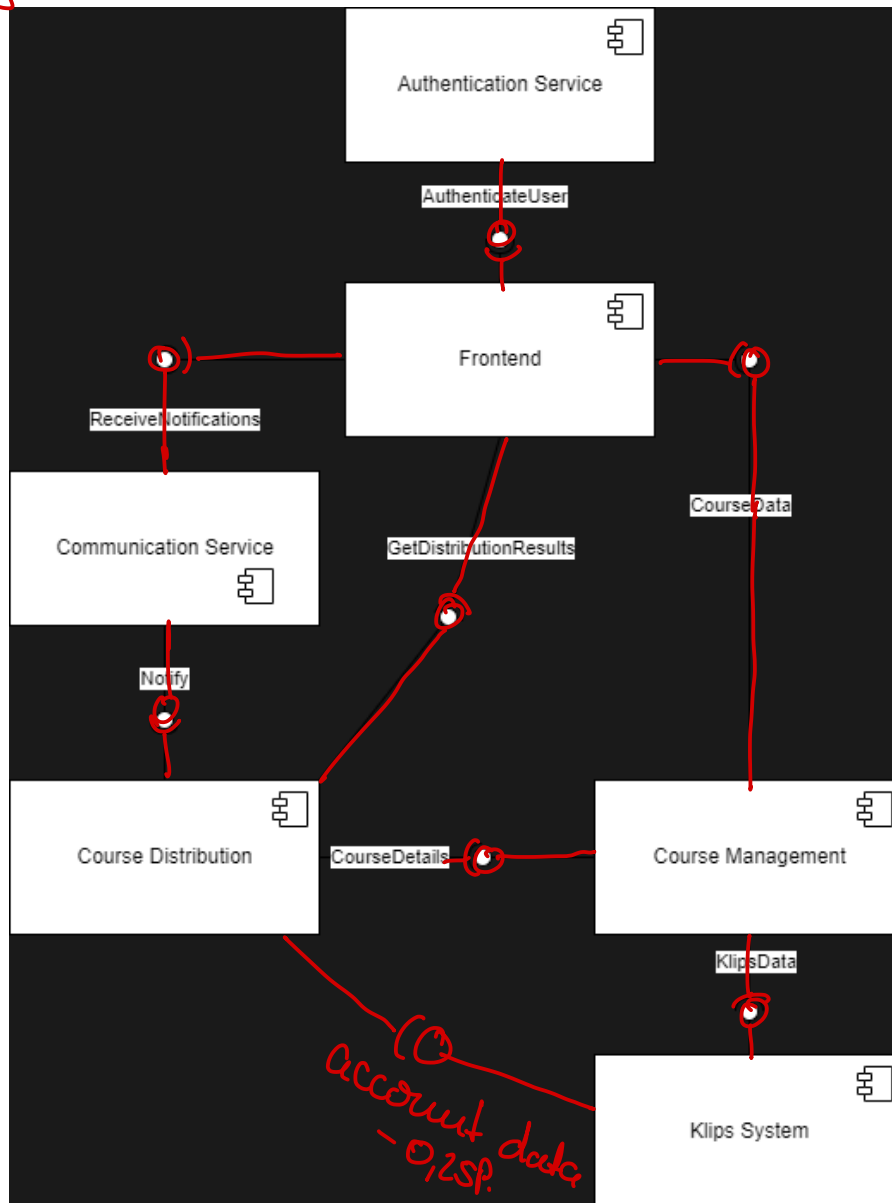 Authentication Service
AuthenticateUser
Frontend
ReceiveNotifications
CourseData
Communication Service
GetDistributionResults
Notify
Course Distribution
CourseDetails
Course Management
KlipsData
account data
- 0,25P.
Klips System